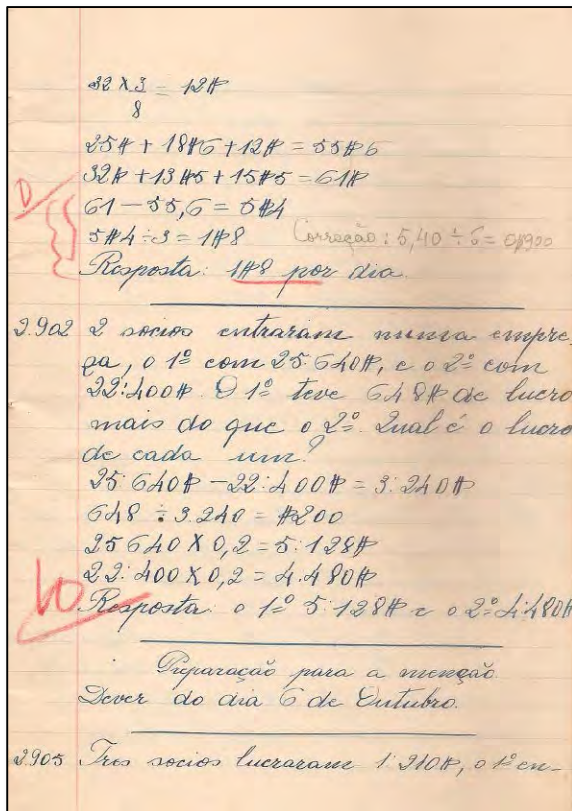 32 X 3/8 = 12$
25$ + 18$6 + 12$ = 55$6
32$ + 13$5 + 15$5 = 61$
61 — 55,6 = 5$4
5$4 ÷ 3 = 1$8 Correção: 5,40 ÷ 6 = 0$900
Resposta: 1$8 por dia.
2.902 2 socios entraram numa empre-
za, o 1º com 25:640$, e o 2º com
22:400$. O 1º teve 648$ de lucro
mais do que o 2º. Qual é o lucro
de cada um?
25:640$ — 22:400$ = 3:240$
648 ÷ 3.240 = $200
25640 X 0,2 = 5:128$
22:400 X 0,2 = 4.480$
10 Resposta: o 1º 5:128$ e o 2º 4:480$
Preparação para a menção.
Dever do dia 6 de Outubro.
2.905 Tres socios lucraram 1:210$, o 1º en-